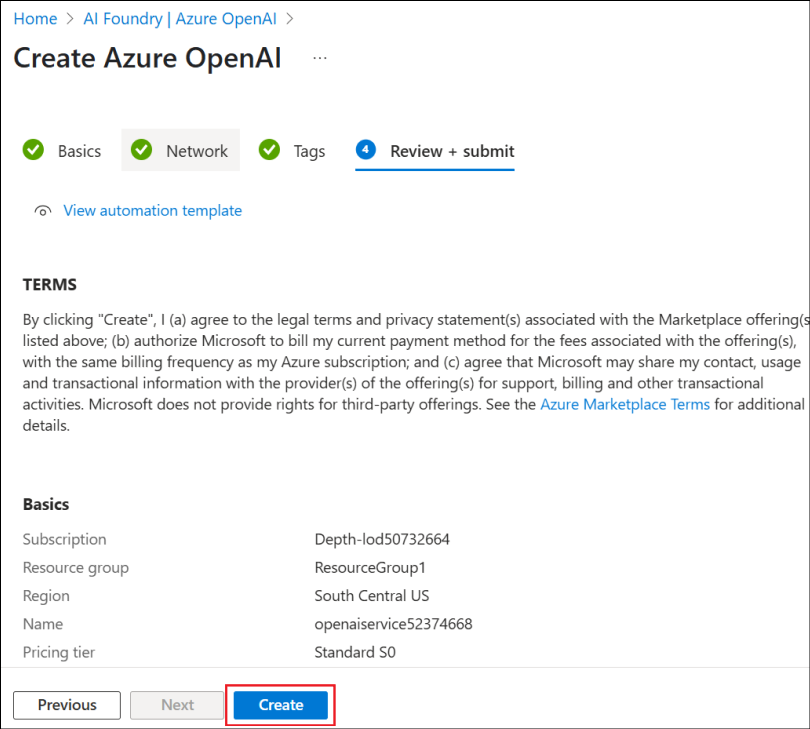 Home > AI Foundry | Azure OpenAI >
Create Azure OpenAI ...
Basics Network Tags 4 Review + submit
View automation template
TERMS
By clicking "Create", I (a) agree to the legal terms and privacy statement(s) associated with the Marketplace offering(s
listed above; (b) authorize Microsoft to bill my current payment method for the fees associated with the offering(s),
with the same billing frequency as my Azure subscription; and (c) agree that Microsoft may share my contact, usage
and transactional information with the provider(s) of the offering(s) for support, billing and other transactional
activities. Microsoft does not provide rights for third-party offerings. See the Azure Marketplace Terms for additional
details.
Basics
Subscription Depth-lod50732664
Resource group ResourceGroup1
Region South Central US
Name openaiservice52374668
Pricing tier Standard S0
Previous Next Create